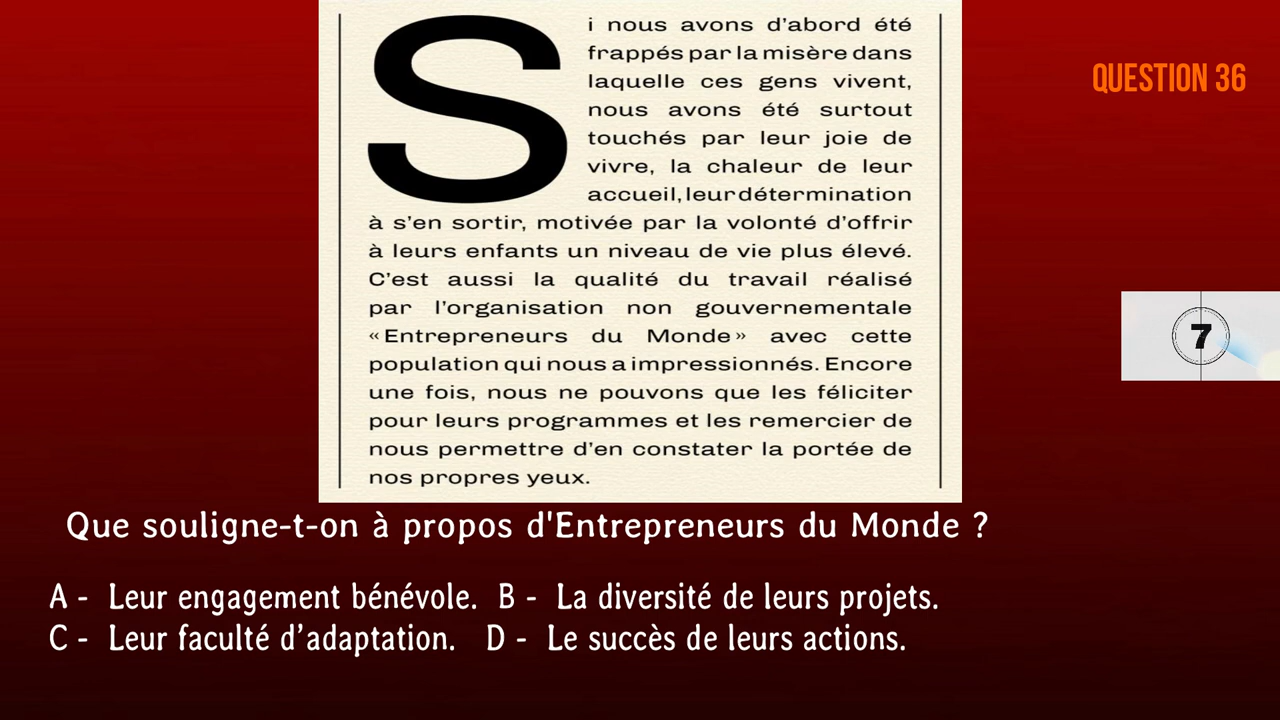 Si nous avons d'abord été
frappés par la misère dans
laquelle ces gens vivent,
nous avons été surtout
touchés par leur joie de
vivre, la chaleur de leur
accueil, leur détermination
à s'en sortir, motivée par la volonté d'offrir
à leurs enfants un niveau de vie plus élevé.
C'est aussi la qualité du travail réalisé
par l'organisation non gouvernementale
«Entrepreneurs du Monde» avec cette
population qui nous a impressionnés. Encore
une fois, nous ne pouvons que les féliciter
pour leurs programmes et les remercier de
nous permettre d'en constater la portée de
nos propres yeux.
QUESTION 36
7
Que souligne-t-on à propos d'Entrepreneurs du Monde ?
A - Leur engagement bénévole. B - La diversité de leurs projets.
C - Leur faculté d'adaptation. D - Le succès de leurs actions.